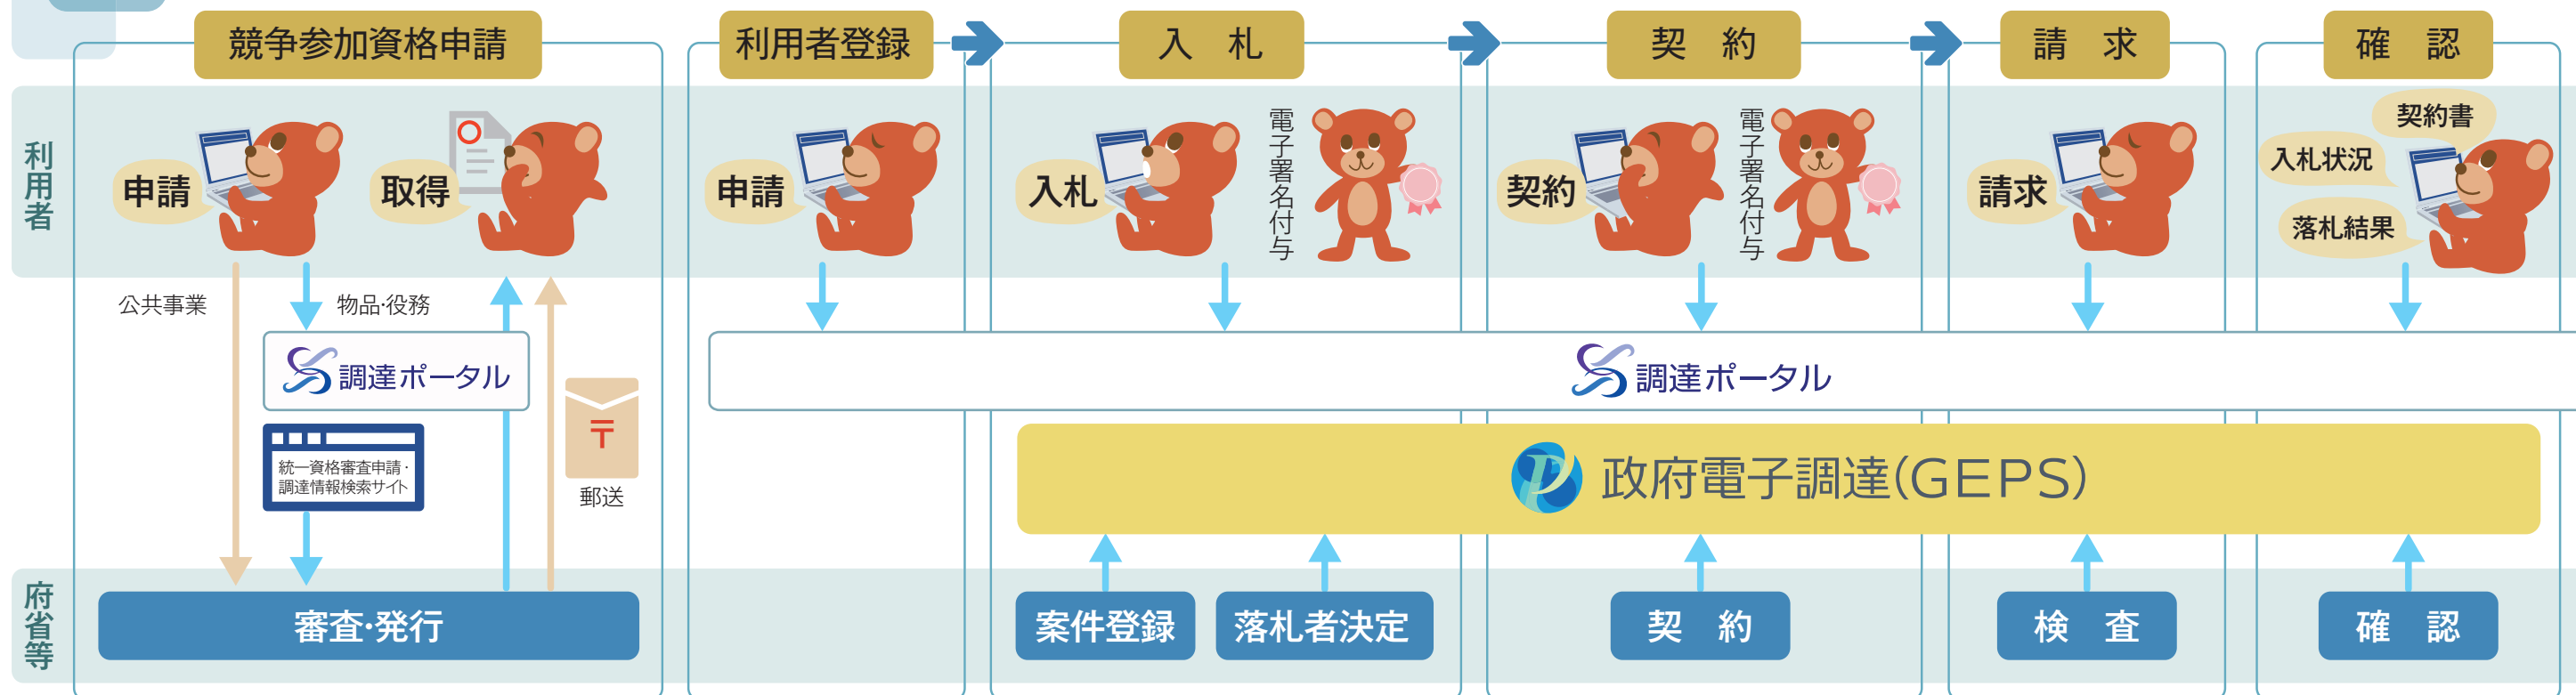 競争参加資格申請
利用者登録
入　札
契　約
請　求
確　認
利用者
申請
取得
申請
入札
電子署名付与
契約
電子署名付与
請求
契約書
入札状況
落札結果
公共事業
物品・役務
調達ポータル
調達ポータル
統一資格審査申請・
調達情報検索サイト
〒
郵送
政府電子調達(GEPS)
府省等
審査・発行
案件登録
落札者決定
契　約
検　査
確　認